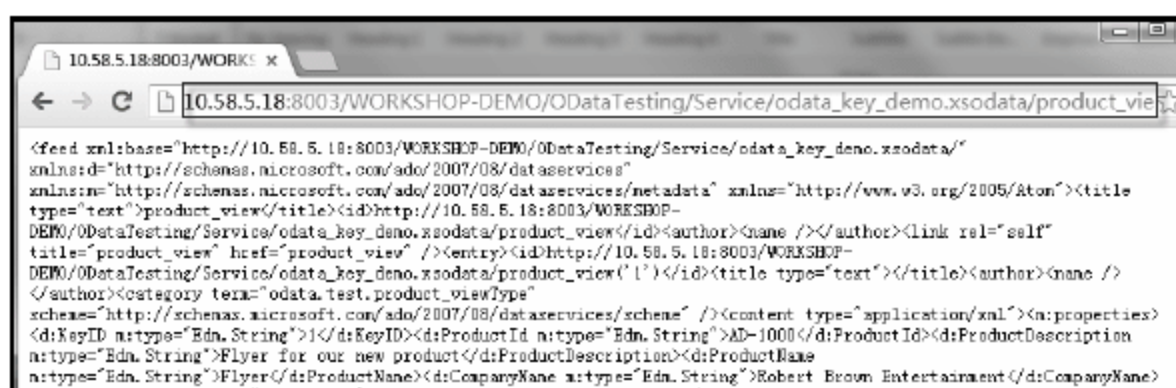 10.58.5.18:8003/WORKS
10.58.5.18:8003/WORKSHOP-DEMO/ODataTesting/Service/odata_key_demo.xsodata/product_vie
<feed xml:base="http://10.58.5.18:8003/WORKSHOP-DEMO/ODataTesting/Service/odata_key_demo.xsodata/"
xmlns:d="http://schemas.microsoft.com/ado/2007/08/dataservices"
xmlns:m="http://schemas.microsoft.com/ado/2007/08/dataservices/metadata" xmlns="http://www.w3.org/2005/Atom"><title
type="text">product_view</title><id>http://10.58.5.18:8003/WORKSHOP-
DEMO/ODataTesting/Service/odata_key_demo.xsodata/product_view</id><author><name /></author><link rel="self"
title="product_view" href="product_view" /><entry><id>http://10.58.5.18:8003/WORKSHOP-
DEMO/ODataTesting/Service/odata_key_demo.xsodata/product_view('1')</id><title type="text"></title><author><name />
</author><category term="odata.test.product_viewType"
scheme="http://schemas.microsoft.com/ado/2007/08/dataservices/scheme" /><content type="application/xml"><m:properties>
<d:KeyID m:type="Edm.String">1</d:KeyID><d:ProductId m:type="Edm.String">AD-1000</d:ProductId><d:ProductDescription
m:type="Edm.String">Flyer for our new product</d:ProductDescription><d:ProductName
m:type="Edm.String">Flyer</d:ProductName><d:CompanyName m:type="Edm.String">Robert Brown Entertainment</d:CompanyName>